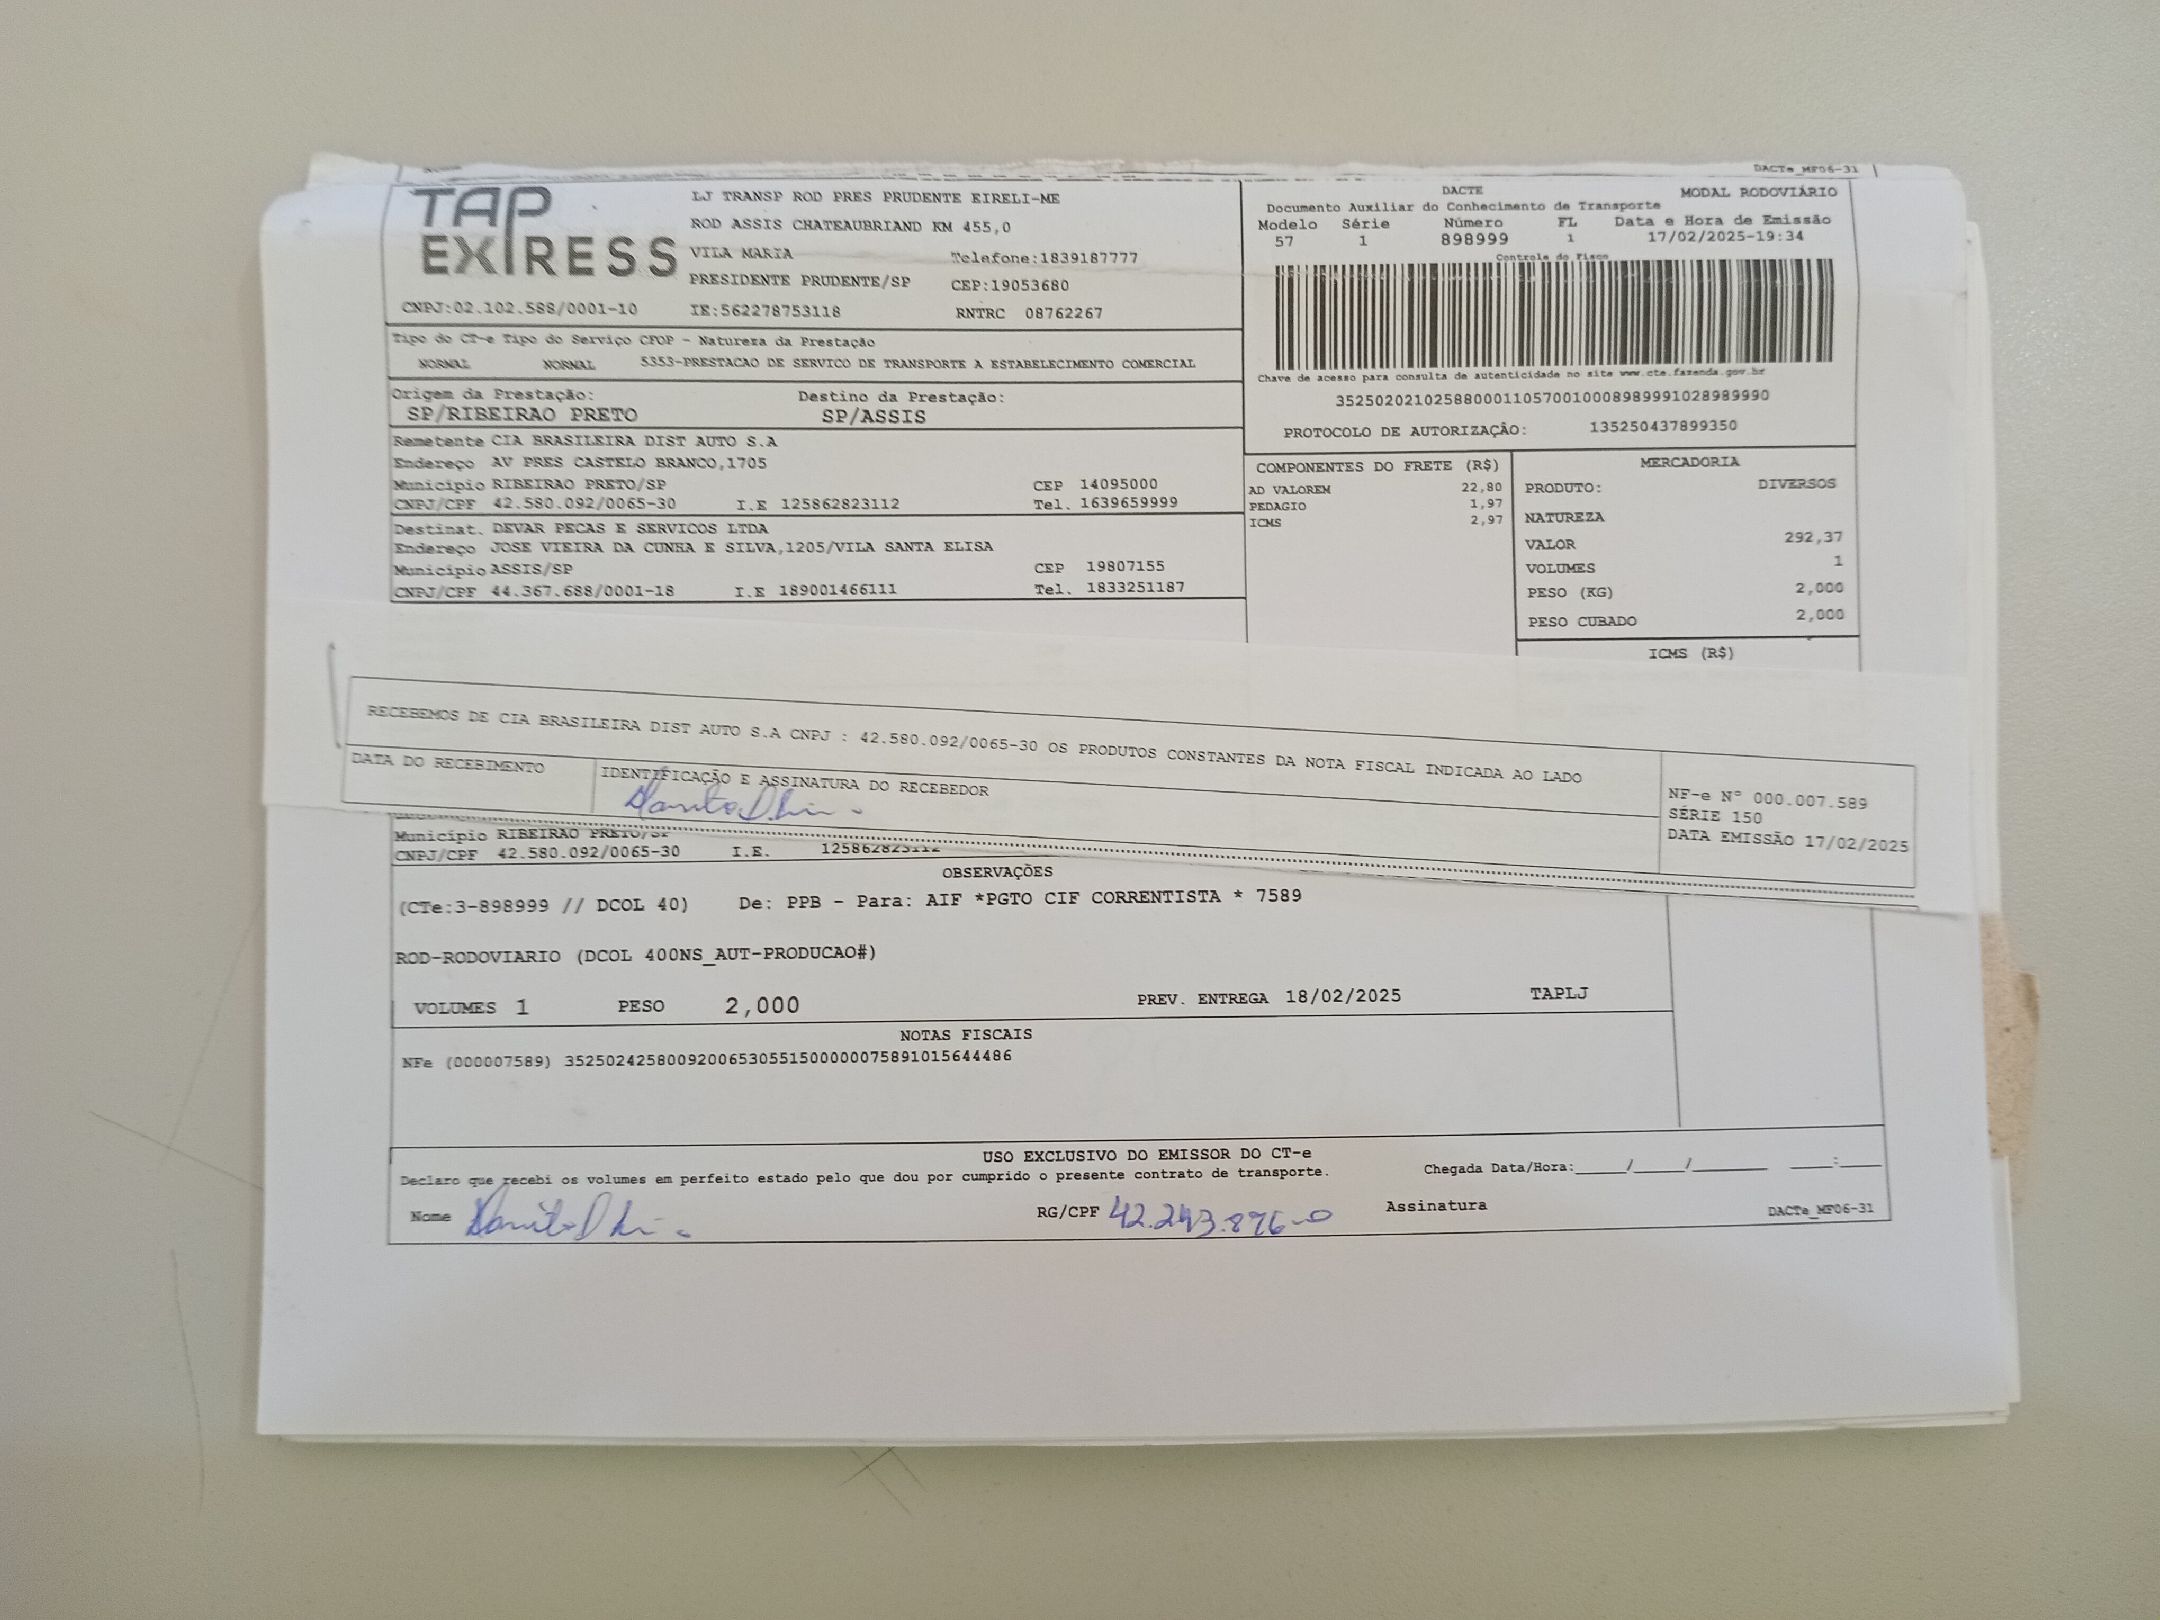 DACTe_MF06-31
TAP
EXPRESS
LJ TRANSP ROD PRES PRUDENTE EIRELI-ME
ROD ASSIS CHATEAUBRIAND KM 455,0
VILA MARIA Telefone:1839187777
PRESIDENTE PRUDENTE/SP CEP:19053680
CNPJ:02.102.588/0001-10 IE:562278753118 RNTRC 08762267
DACTE MODAL RODOVIÁRIO
Documento Auxiliar do Conhecimento de Transporte
Modelo Série Número FL Data e Hora de Emissão
57 1 898999 1 17/02/2025-19:34
Controle do Fisco
Chave de acesso para consulta de autenticidade no site www.cte.fazenda.gov.br
35250202102588000110570010008989991028989990
PROTOCOLO DE AUTORIZAÇÃO: 135250437899350
Tipo do CT-e Tipo do Serviço CFOP - Natureza da Prestação
NORMAL NORMAL 5353-PRESTACAO DE SERVICO DE TRANSPORTE A ESTABELECIMENTO COMERCIAL
Origem da Prestação: Destino da Prestação:
SP/RIBEIRAO PRETO SP/ASSIS
Remetente CIA BRASILEIRA DIST AUTO S.A
Endereço AV PRES CASTELO BRANCO,1705
Município RIBEIRAO PRETO/SP CEP 14095000
CNPJ/CPF 42.580.092/0065-30 I.E 125862823112 Tel. 1639659999
Destinat. DEVAR PECAS E SERVICOS LTDA
Endereço JOSE VIEIRA DA CUNHA E SILVA,1205/VILA SANTA ELISA
Município ASSIS/SP CEP 19807155
CNPJ/CPF 44.367.688/0001-18 I.E 189001466111 Tel. 1833251187
COMPONENTES DO FRETE (R$)
AD VALOREM 22,80
PEDAGIO 1,97
ICMS 2,97
MERCADORIA
PRODUTO: DIVERSOS
NATUREZA
VALOR 292,37
VOLUMES 1
PESO (KG) 2,000
PESO CUBADO 2,000
ICMS (R$)
RECEBEMOS DE CIA BRASILEIRA DIST AUTO S.A CNPJ : 42.580.092/0065-30 OS PRODUTOS CONSTANTES DA NOTA FISCAL INDICADA AO LADO
DATA DO RECEBIMENTO IDENTIFICAÇÃO E ASSINATURA DO RECEBEDOR
NF-e N° 000.007.589
SÉRIE 150
DATA EMISSÃO 17/02/2025
Município RIBEIRAO PRETO/SP
CNPJ/CPF 42.580.092/0065-30 I.E. 125862823112
OBSERVAÇÕES
(CTe:3-898999 // DCOL 40) De: PPB - Para: AIF *PGTO CIF CORRENTISTA * 7589
ROD-RODOVIARIO (DCOL 400NS_AUT-PRODUCAO#)
VOLUMES 1 PESO 2,000 PREV. ENTREGA 18/02/2025 TAPLJ
NOTAS FISCAIS
NFe (000007589) 35250242580092006530551500000075891015644486
USO EXCLUSIVO DO EMISSOR DO CT-e
Declaro que recebi os volumes em perfeito estado pelo que dou por cumprido o presente contrato de transporte. Chegada Data/Hora:____/____/______ ___:___
Nome RG/CPF 42.243.876-0 Assinatura DACTe_MF06-31